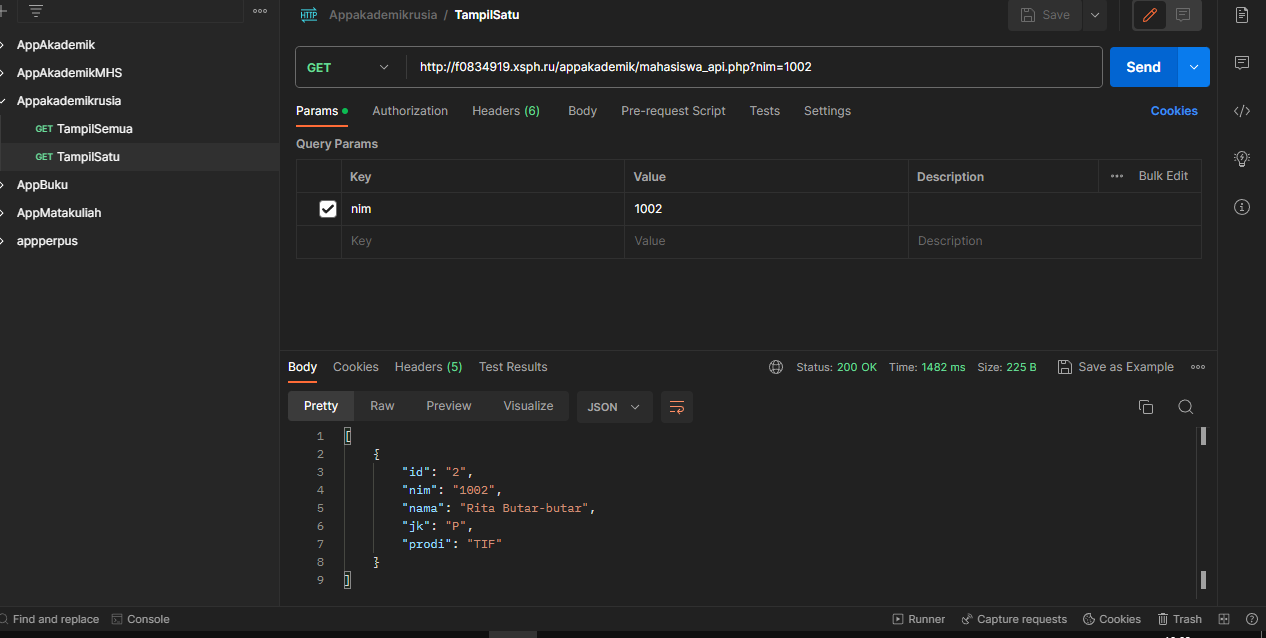 Appakademikrusia / TampilSatu
Save
AppAkademik
AppAkademikMHS
Appakademikrusia
GET TampilSemua
GET TampilSatu
AppBuku
AppMatakuliah
appperpus
GET http://f0834919.xsph.ru/appakademik/mahasiswa_api.php?nim=1002 Send
Params Authorization Headers (6) Body Pre-request Script Tests Settings Cookies
Query Params
Key Value Description Bulk Edit
nim 1002
Key Value Description
Body Cookies Headers (5) Test Results Status: 200 OK Time: 1482 ms Size: 225 B Save as Example
Pretty Raw Preview Visualize JSON
1 [
2 {
3 "id": "2",
4 "nim": "1002",
5 "nama": "Rita Butar-butar",
6 "jk": "P",
7 "prodi": "TIF"
8 }
9 ]
Find and replace Console Runner Capture requests Cookies Trash